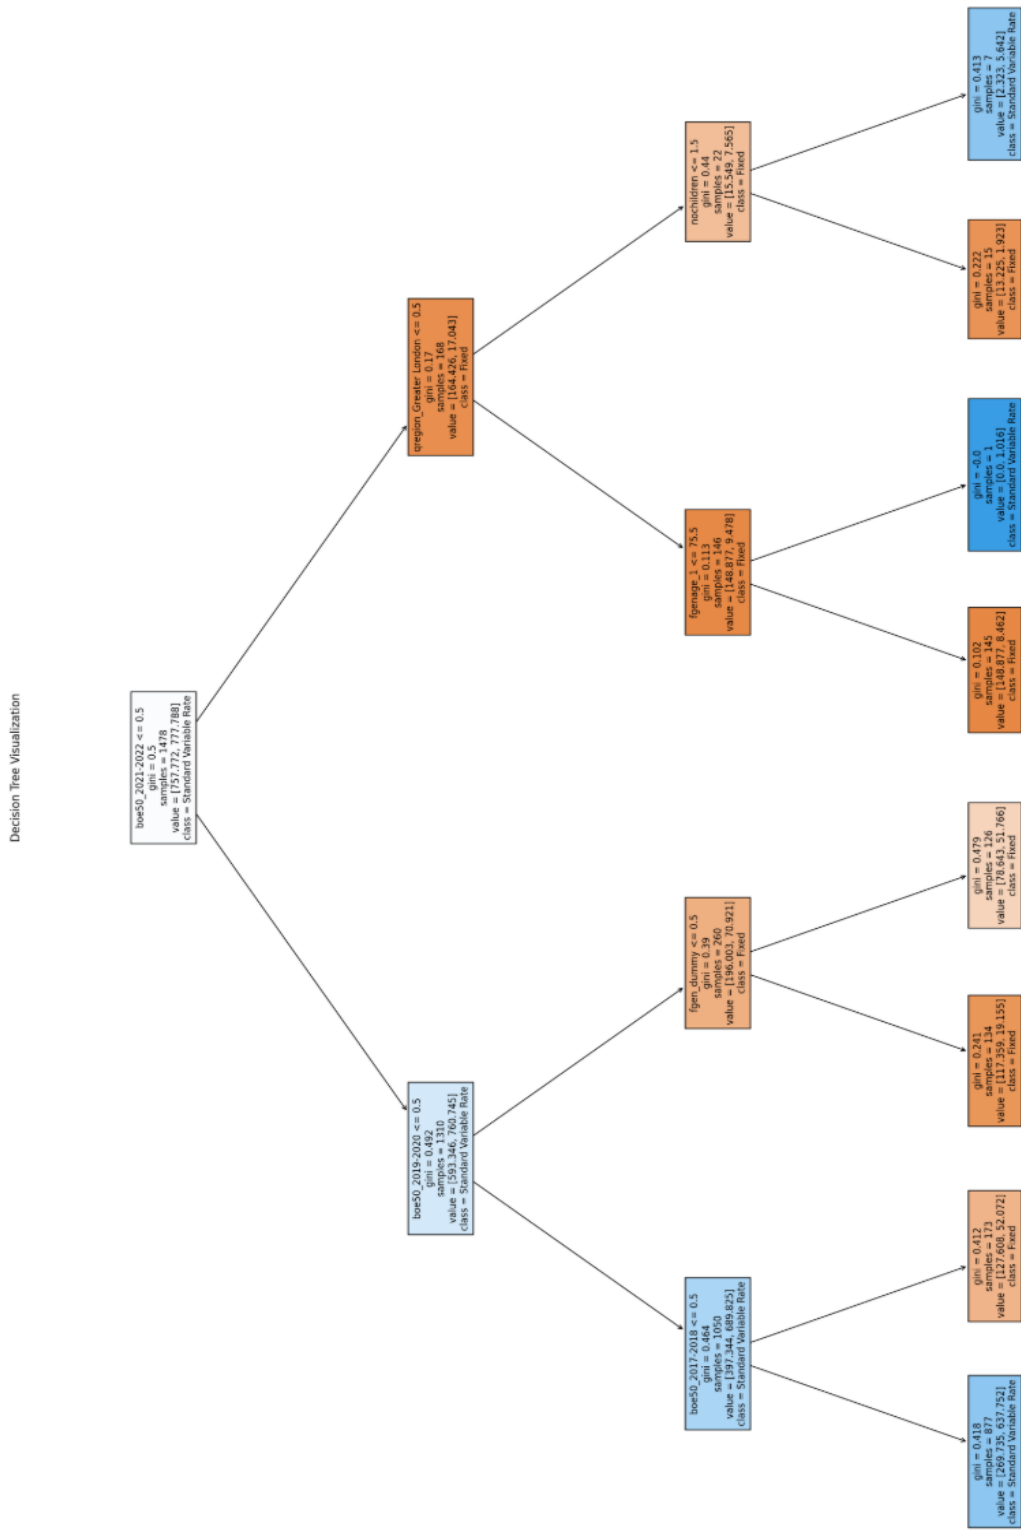 Decision Tree Visualization
boe50_2021-2022 <= 0.5
gini = 0.5
samples = 1478
value = [757.772, 777.788]
class = Standard Variable Rate
boe50_2019-2020 <= 0.5
gini = 0.492
samples = 1310
value = [593.346, 760.745]
class = Standard Variable Rate
qregion_Greater London <= 0.5
gini = 0.17
samples = 168
value = [164.426, 17.043]
class = Fixed
boe50_2017-2018 <= 0.5
gini = 0.464
samples = 1050
value = [397.344, 689.825]
class = Standard Variable Rate
fgen_dummy <= 0.5
gini = 0.39
samples = 260
value = [196.003, 70.921]
class = Fixed
fgenage_1 <= 75.5
gini = 0.113
samples = 146
value = [148.877, 9.478]
class = Fixed
nochildren <= 1.5
gini = 0.44
samples = 22
value = [15.549, 7.565]
class = Fixed
gini = 0.418
samples = 877
value = [269.735, 637.752]
class = Standard Variable Rate
gini = 0.412
samples = 173
value = [127.608, 52.072]
class = Fixed
gini = 0.241
samples = 134
value = [117.359, 19.155]
class = Fixed
gini = 0.479
samples = 126
value = [78.643, 51.766]
class = Fixed
gini = 0.102
samples = 145
value = [148.877, 8.462]
class = Fixed
gini = -0.0
samples = 1
value = [0.0, 1.016]
class = Standard Variable Rate
gini = 0.222
samples = 15
value = [13.225, 1.923]
class = Fixed
gini = 0.413
samples = 7
value = [2.323, 5.642]
class = Standard Variable Rate